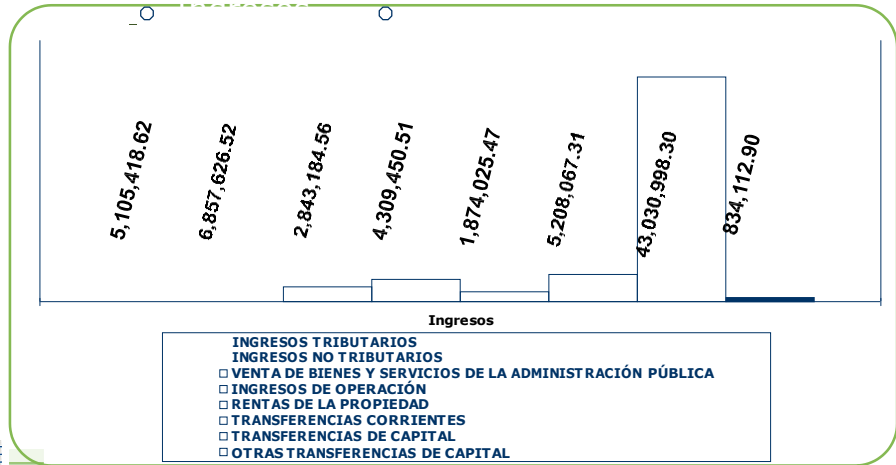 Ingresos
5,105,418.62
6,857,626.52
2,843,184.56
4,309,450.51
1,874,025.47
5,208,067.31
43,030,998.30
834,112.90
Ingresos
INGRESOS TRIBUTARIOS
INGRESOS NO TRIBUTARIOS
VENTA DE BIENES Y SERVICIOS DE LA ADMINISTRACIÓN PÚBLICA
INGRESOS DE OPERACIÓN
RENTAS DE LA PROPIEDAD
TRANSFERENCIAS CORRIENTES
TRANSFERENCIAS DE CAPITAL
OTRAS TRANSFERENCIAS DE CAPITAL